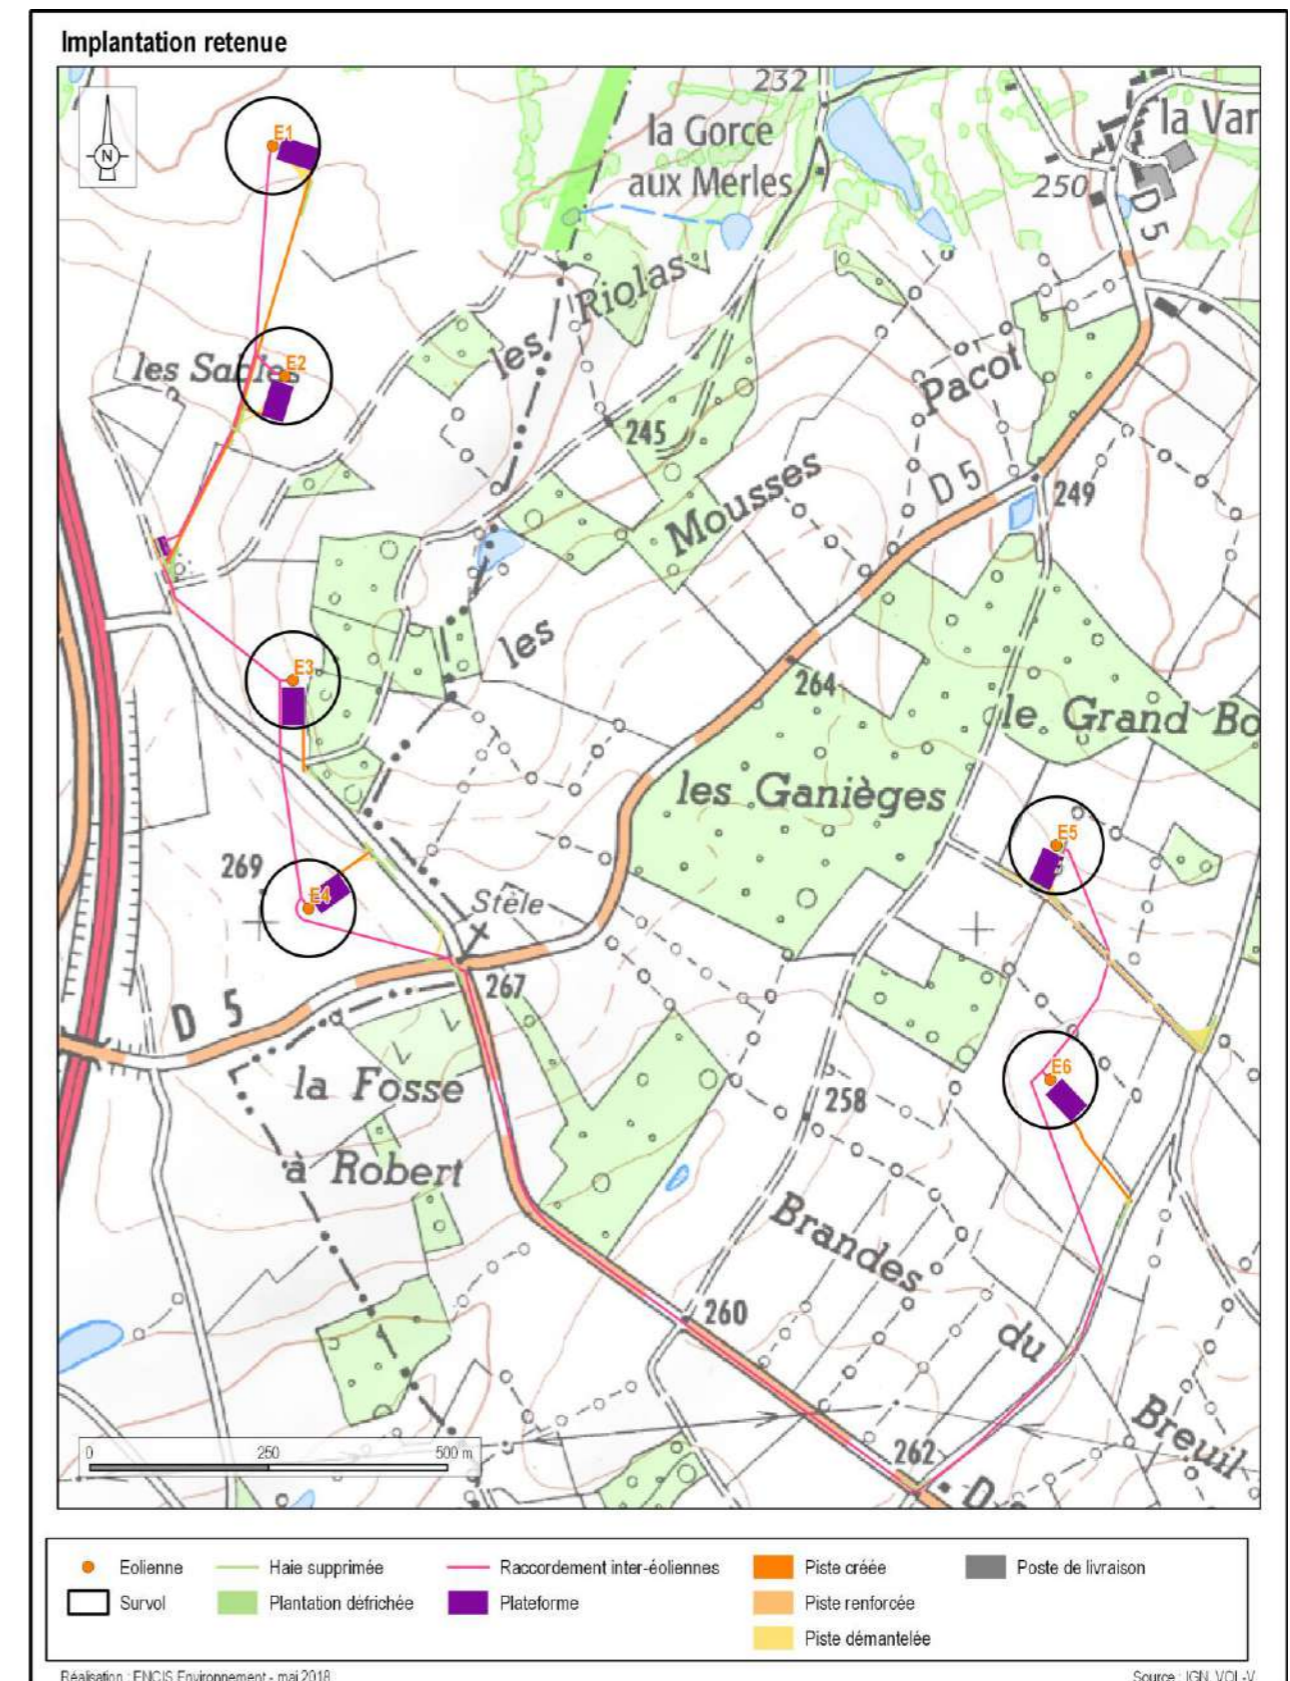 Implantation retenue
232
la Gorce
aux Merles
la Var
250
D 5
N
E1
les Riolas
les Sables
E2
Pacot
245
D 5
249
Mousses
les
E3
264
le Grand Bo
les Ganièges
E5
269
E4
Stèle
267
D 5
E6
la Fosse
à Robert
258
Brandes
du
Breuil
260
262
D
0 250 500 m
Eolienne
Haie supprimée
Raccordement inter-éoliennes
Piste créée
Poste de livraison
Survol
Plantation défrichée
Plateforme
Piste renforcée
Piste démantelée
Réalisation : ENCIS Environnement - mai 2018
Source : IGN, VOL-V